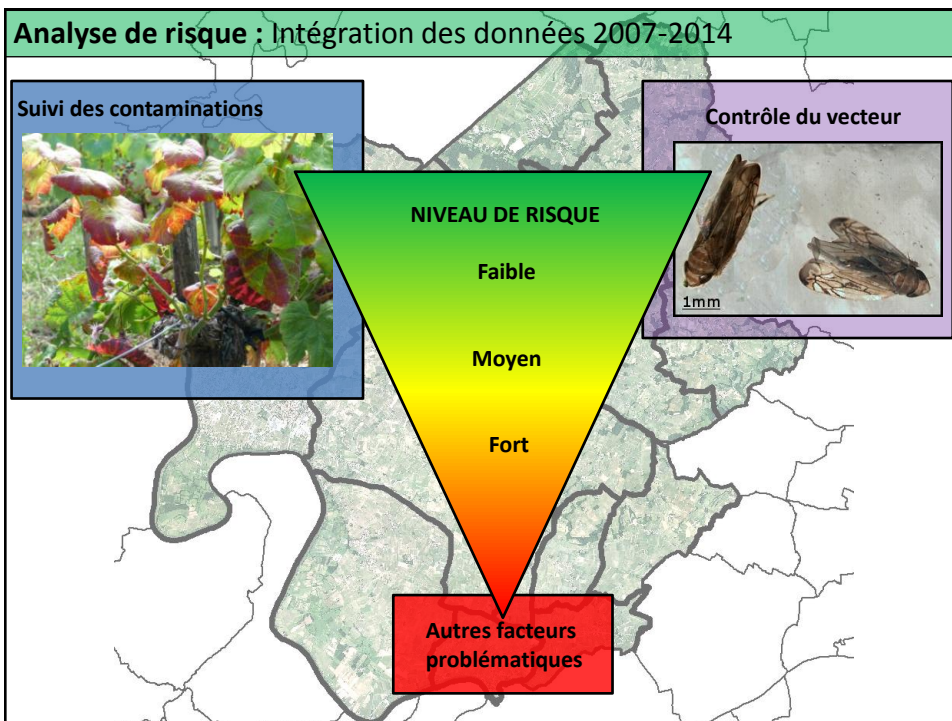 Analyse de risque : Intégration des données 2007-2014
Suivi des contaminations
Contrôle du vecteur
1mm
NIVEAU DE RISQUE
Faible
Moyen
Fort
Autres facteurs
problématiques